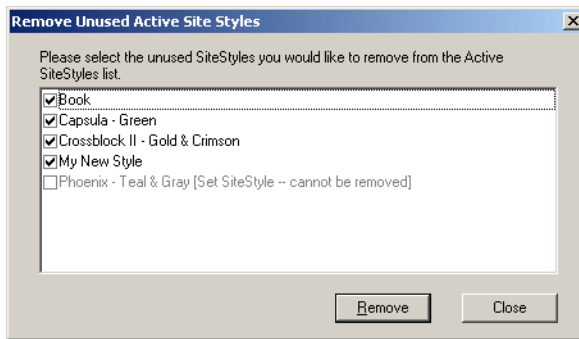 Remove Unused Active Site Styles
Please select the unused SiteStyles you would like to remove from the Active
SiteStyles list.
Book
Capsula - Green
Crossblock II - Gold & Crimson
My New Style
Phoenix - Teal & Gray [Set SiteStyle -- cannot be removed]
Remove
Close